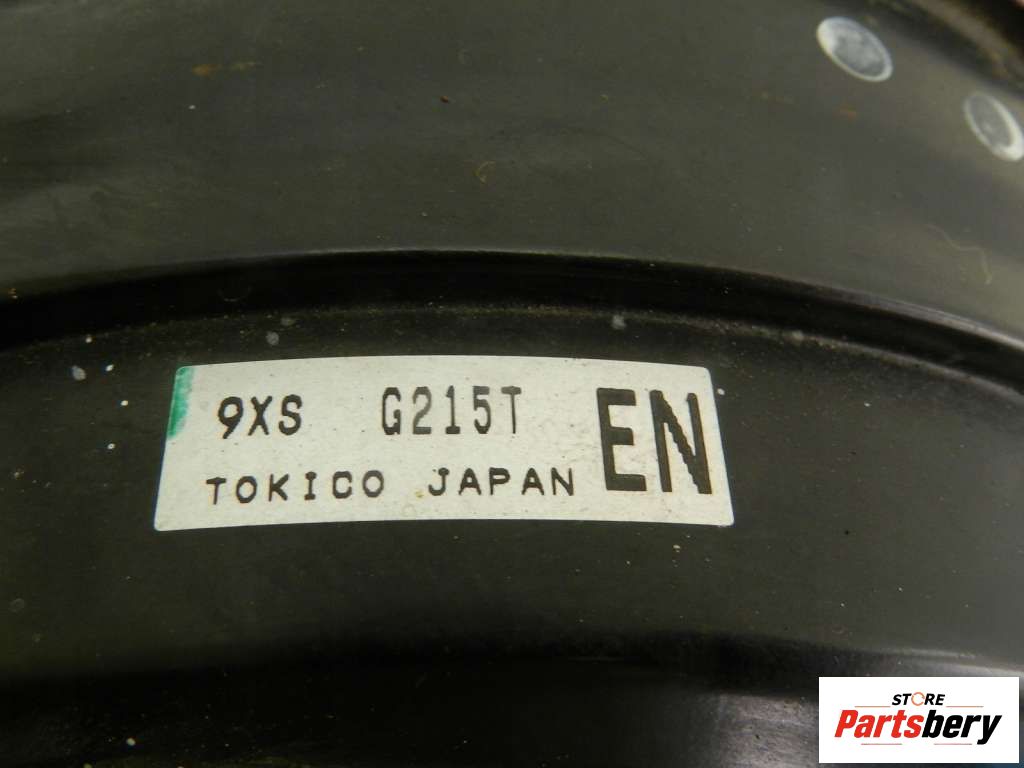 9XS G215T EN
TOKICO JAPAN
STORE
Partsbery